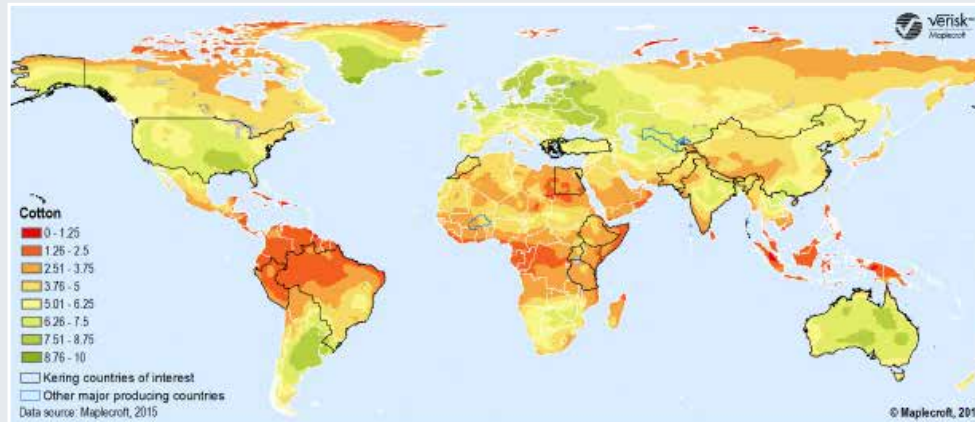 Verisk
Maplecroft
Cotton
0 - 1.25
1.26 - 2.5
2.51 - 3.75
3.76 - 5
5.01 - 6.25
6.26 - 7.5
7.51 - 8.75
8.76 - 10
Kering countries of interest
Other major producing countries
Data source: Maplecroft, 2015
© Maplecroft, 201